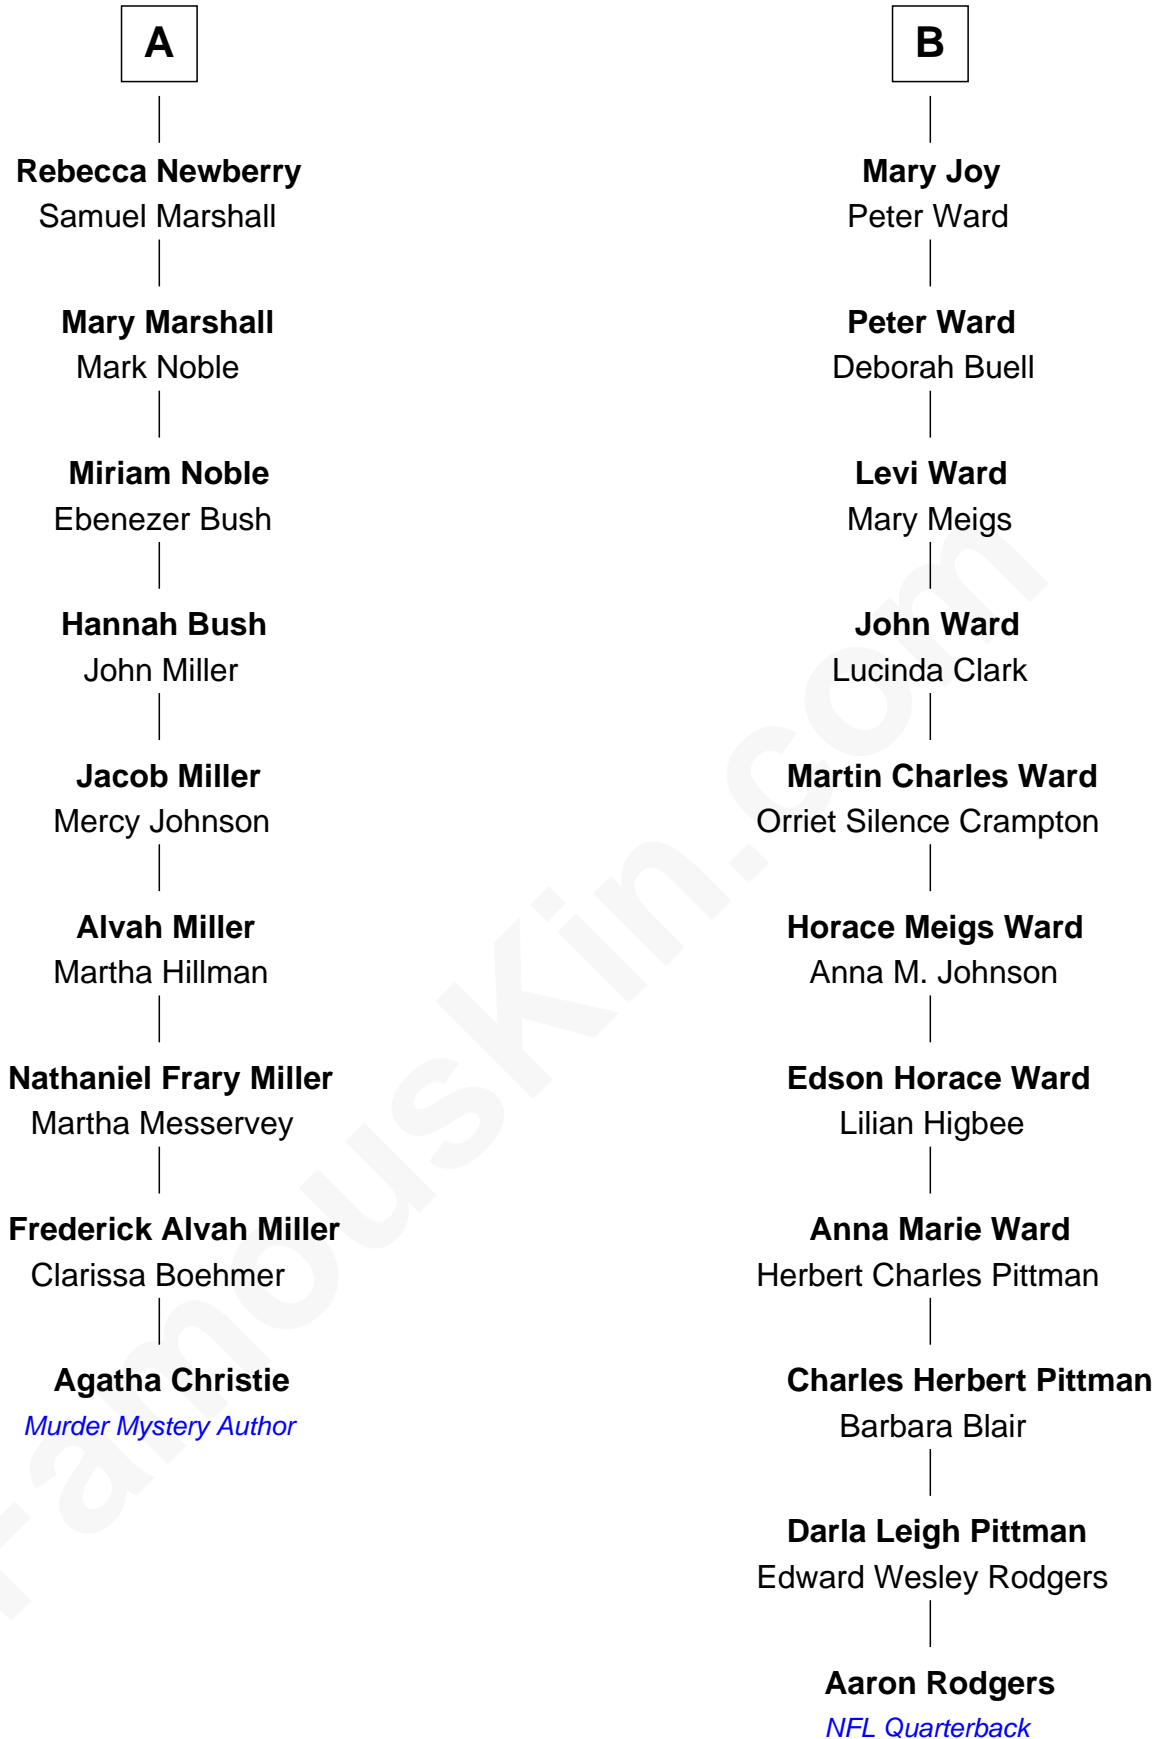 A
Rebecca Newberry
Samuel Marshall
Mary Marshall
Mark Noble
Miriam Noble
Ebenezer Bush
Hannah Bush
John Miller
Jacob Miller
Mercy Johnson
Alvah Miller
Martha Hillman
Nathaniel Frary Miller
Martha Messervey
Frederick Alvah Miller
Clarissa Boehmer
Agatha Christie
Murder Mystery Author
B
Mary Joy
Peter Ward
Peter Ward
Deborah Buell
Levi Ward
Mary Meigs
John Ward
Lucinda Clark
Martin Charles Ward
Orriet Silence Crampton
Horace Meigs Ward
Anna M. Johnson
Edson Horace Ward
Lilian Higbee
Anna Marie Ward
Herbert Charles Pittman
Charles Herbert Pittman
Barbara Blair
Darla Leigh Pittman
Edward Wesley Rodgers
Aaron Rodgers
NFL Quarterback
FamousKin.com